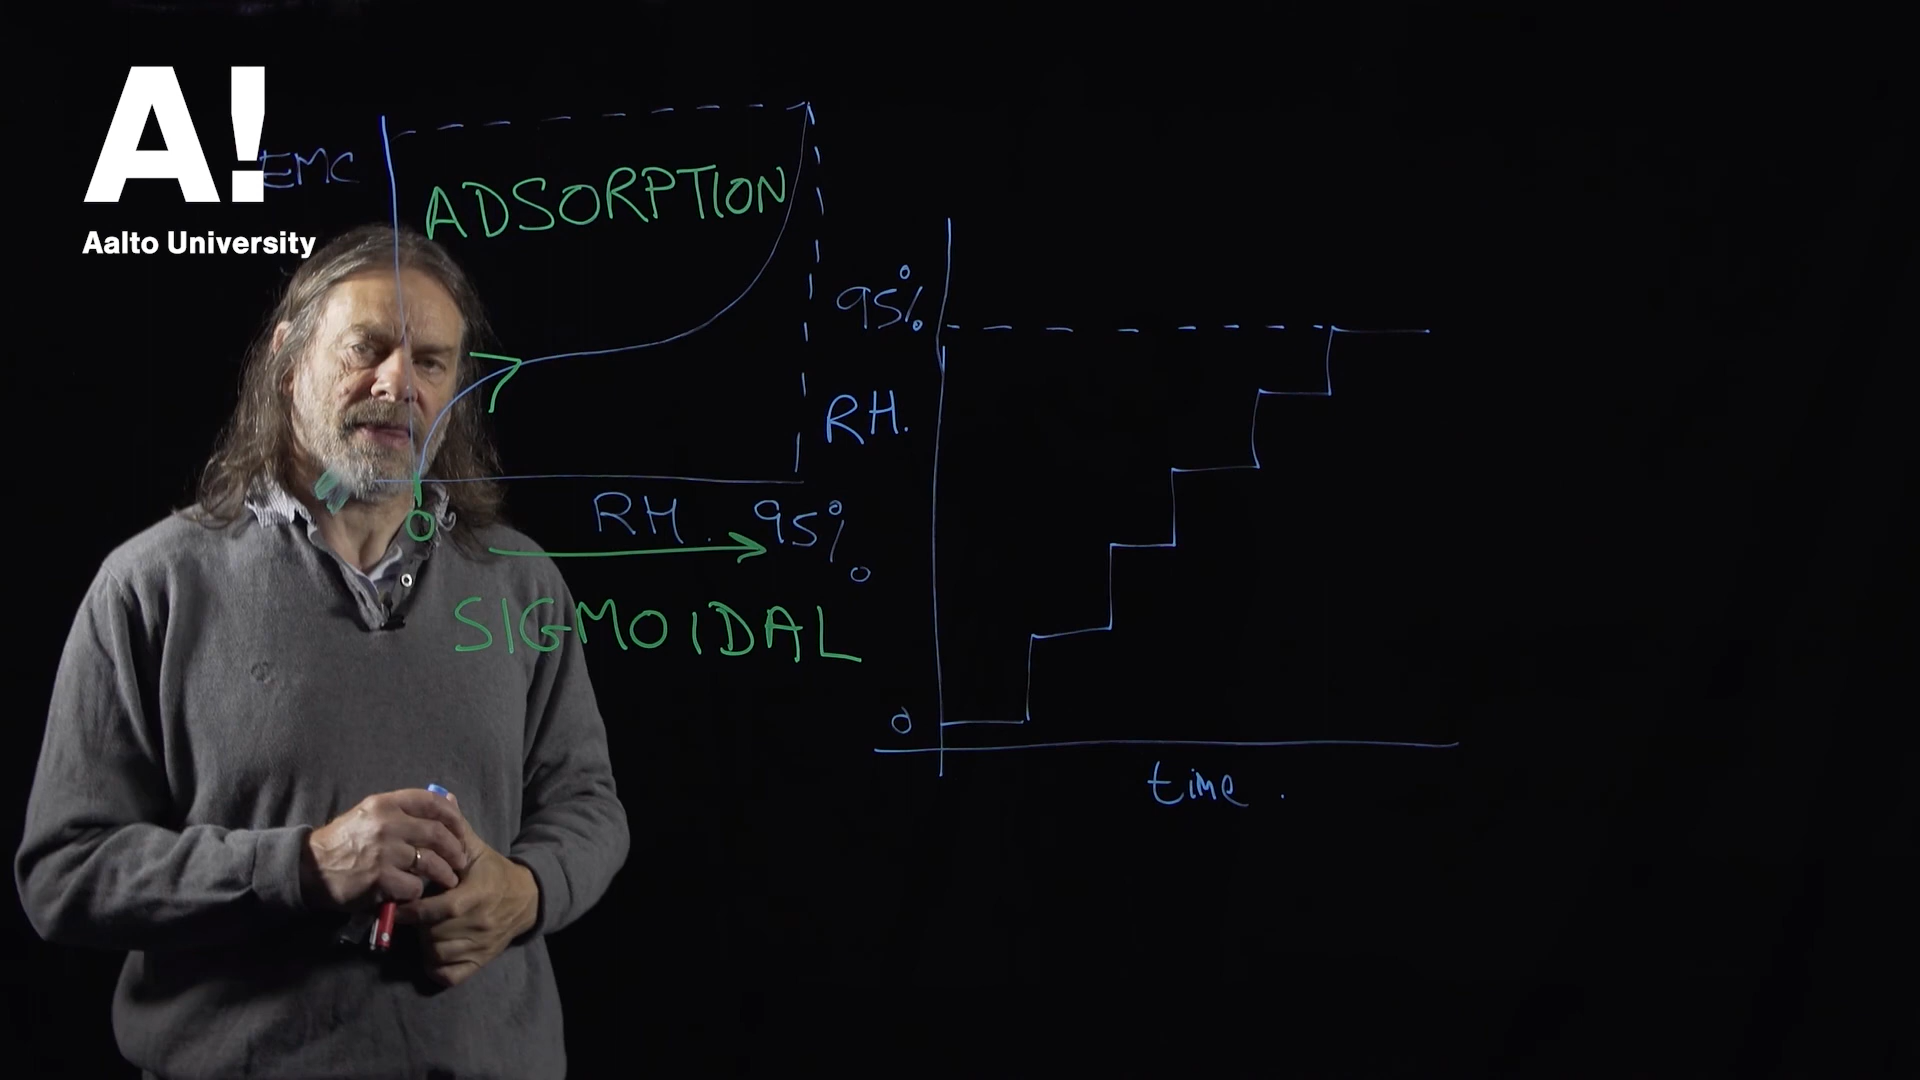 A!
Aalto University
EMC
ADSORPTION
0
RH. 95%
SIGMOIDAL
95%
RH.
0
time.